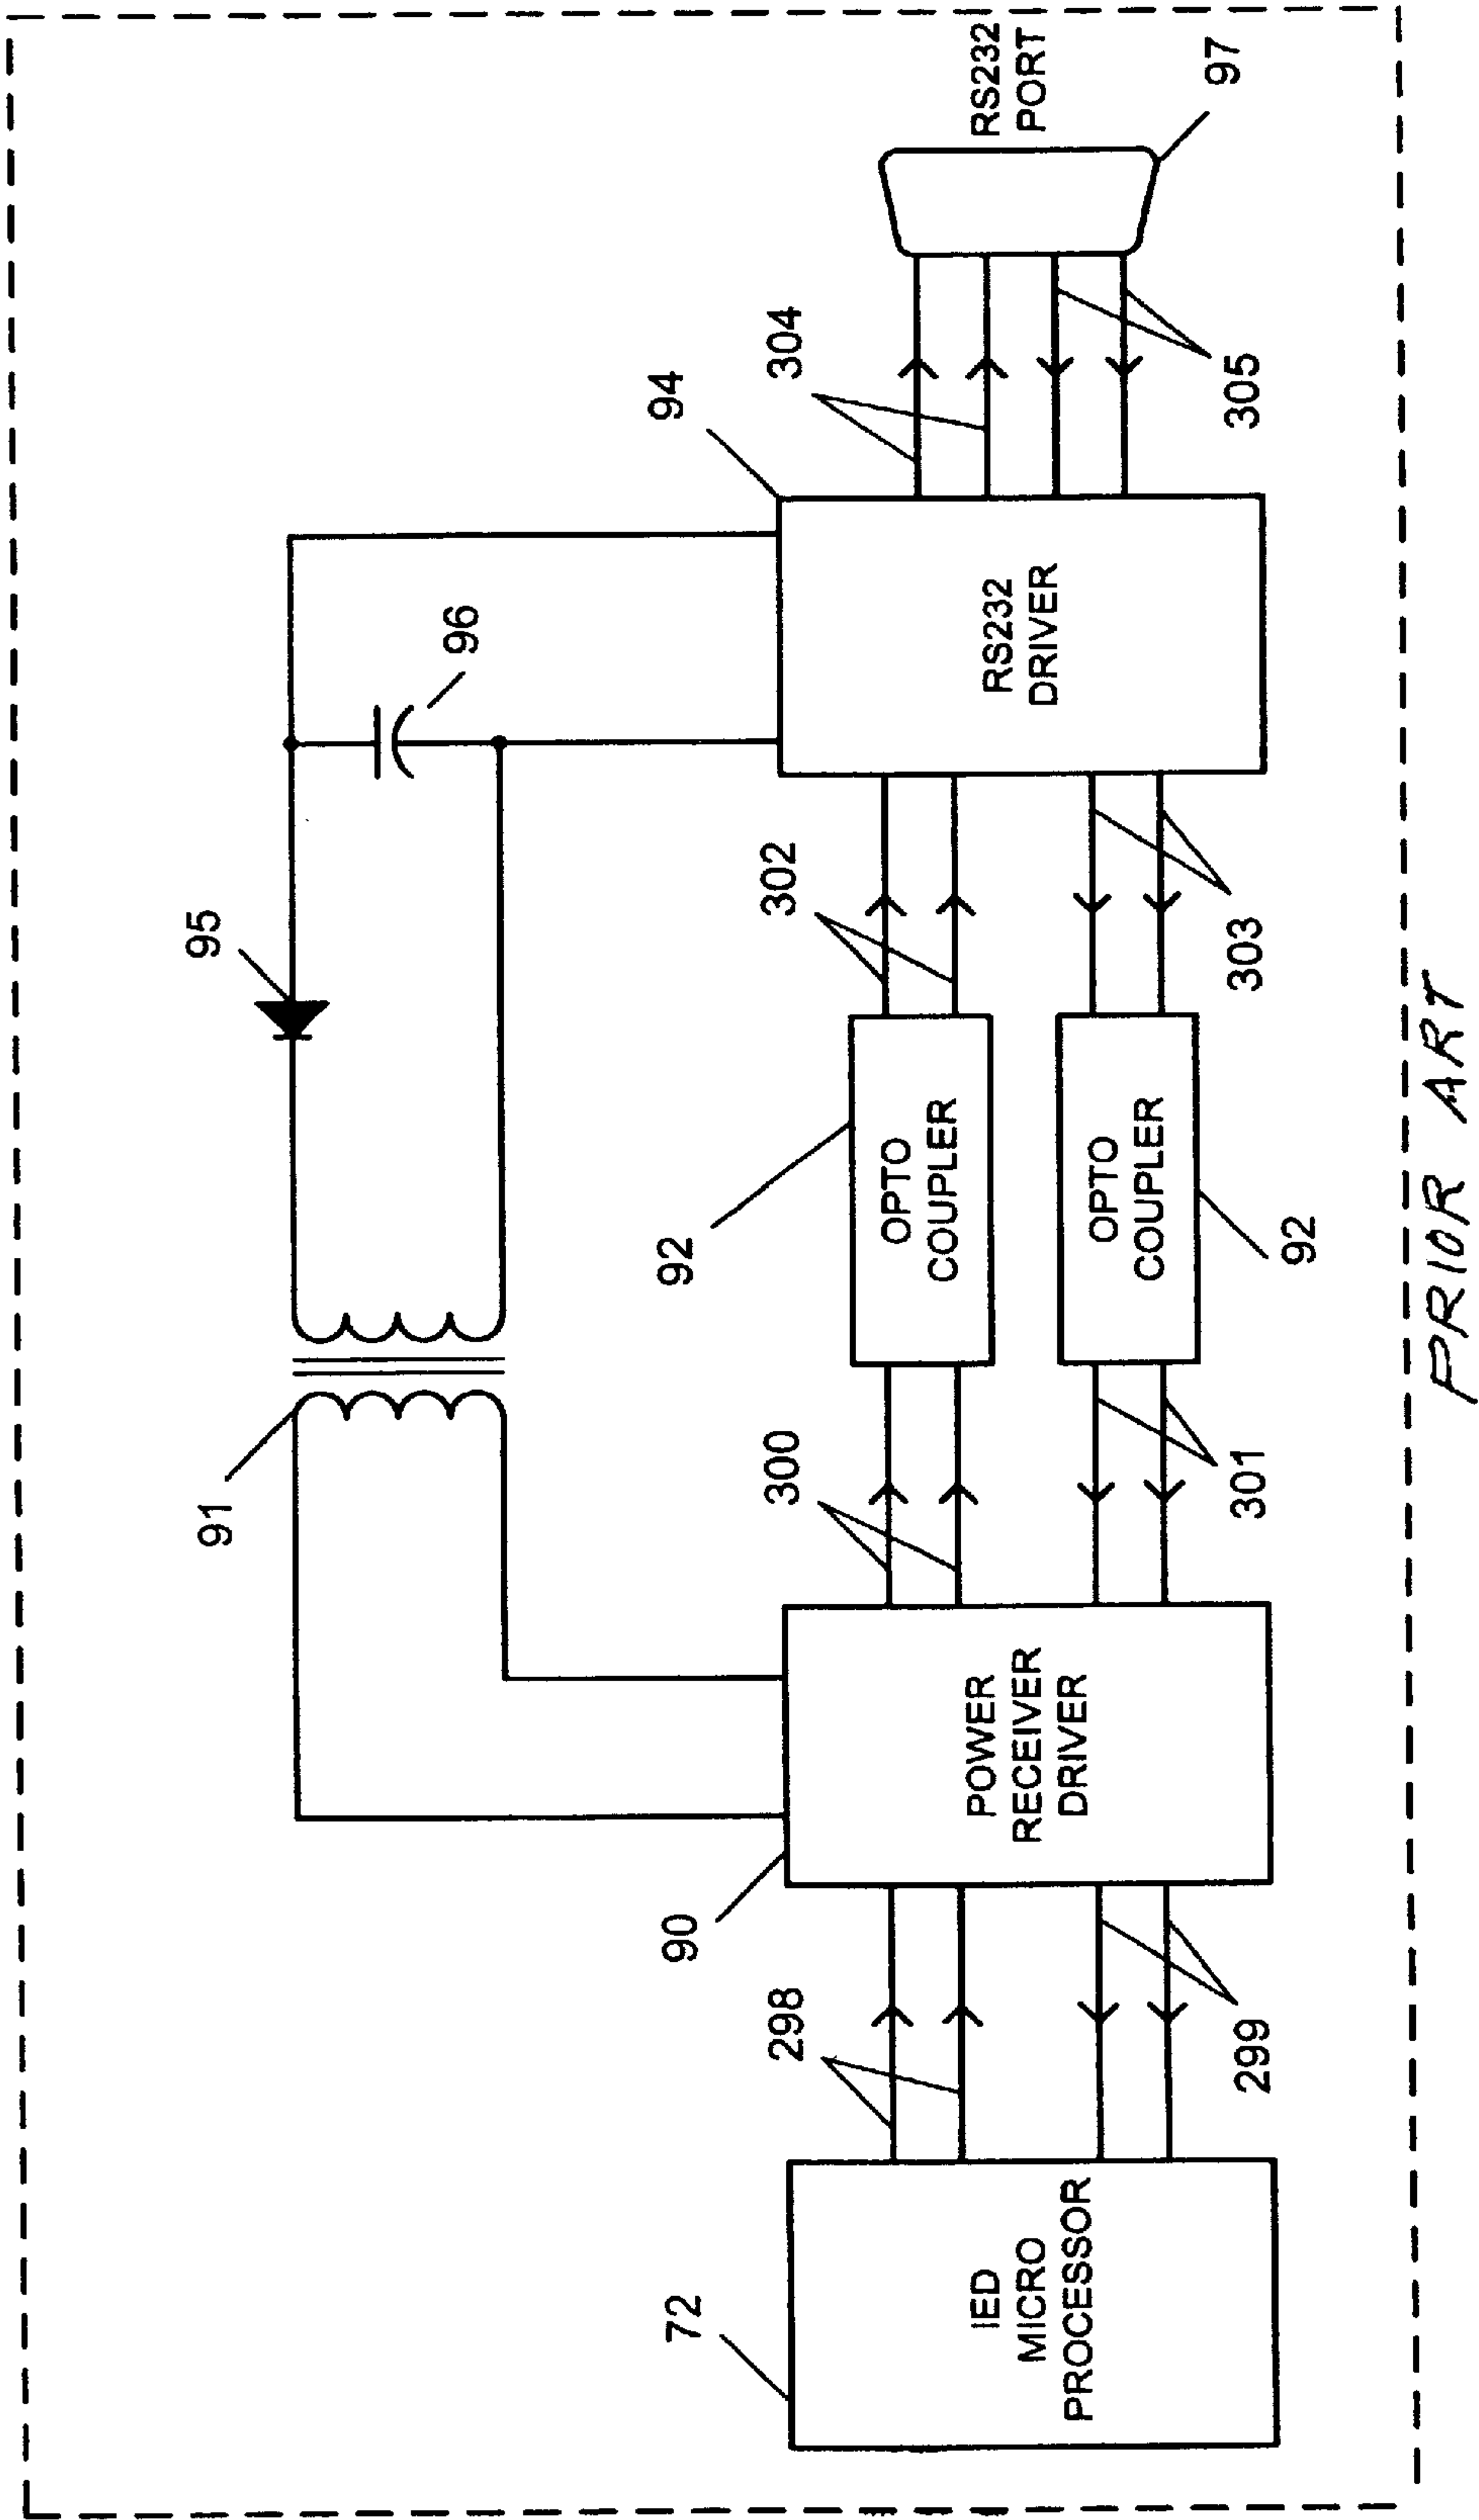 95
96
91
94
RS232
PORT
304
97
302
92
300
90
298
72
IED
MICRO
PROCESSOR
POWER
RECEIVER
DRIVER
OPTO
COUPLER
OPTO
COUPLER
RS232
DRIVER
299
301
92
303
305
PRIOR ART